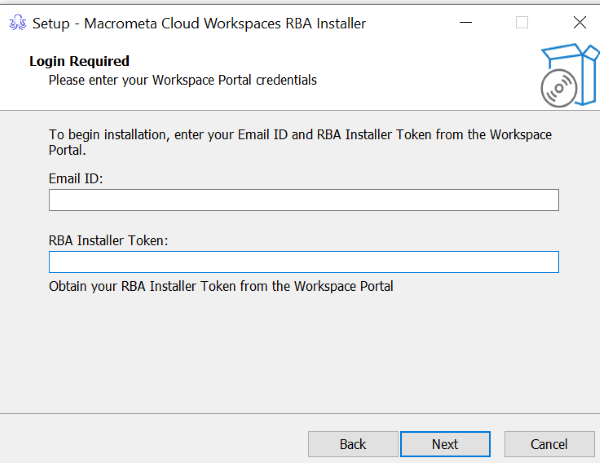 Setup - Macrometa Cloud Workspaces RBA Installer
Login Required
Please enter your Workspace Portal credentials
To begin installation, enter your Email ID and RBA Installer Token from the Workspace
Portal.
Email ID:
RBA Installer Token:
Obtain your RBA Installer Token from the Workspace Portal
Back
Next
Cancel